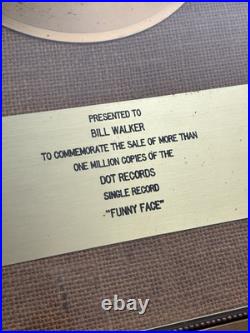 PRESENTED TO
BILL WALKER
TO COMMEMORATE THE SALE OF MORE THAN
ONE MILLION COPIES OF THE
DOT RECORDS
SINGLE RECORD
"FUNNY FACE"